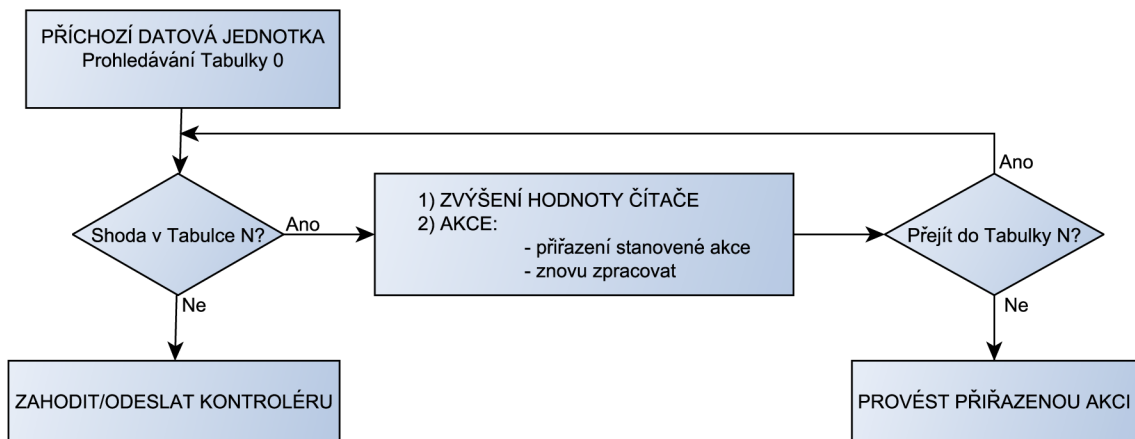 PŘÍCHOZÍ DATOVÁ JEDNOTKA
Prohledávání Tabulky 0
Ano
Shoda v Tabulce N?
Ano
1) ZVÝŠENÍ HODNOTY ČÍTAČE
2) AKCE:
- přiřazení stanovené akce
- znovu zpracovat
Přejít do Tabulky N?
Ne
Ne
ZAHODIT/ODESLAT KONTROLÉRU
PROVÉST PŘIŘAZENOU AKCI